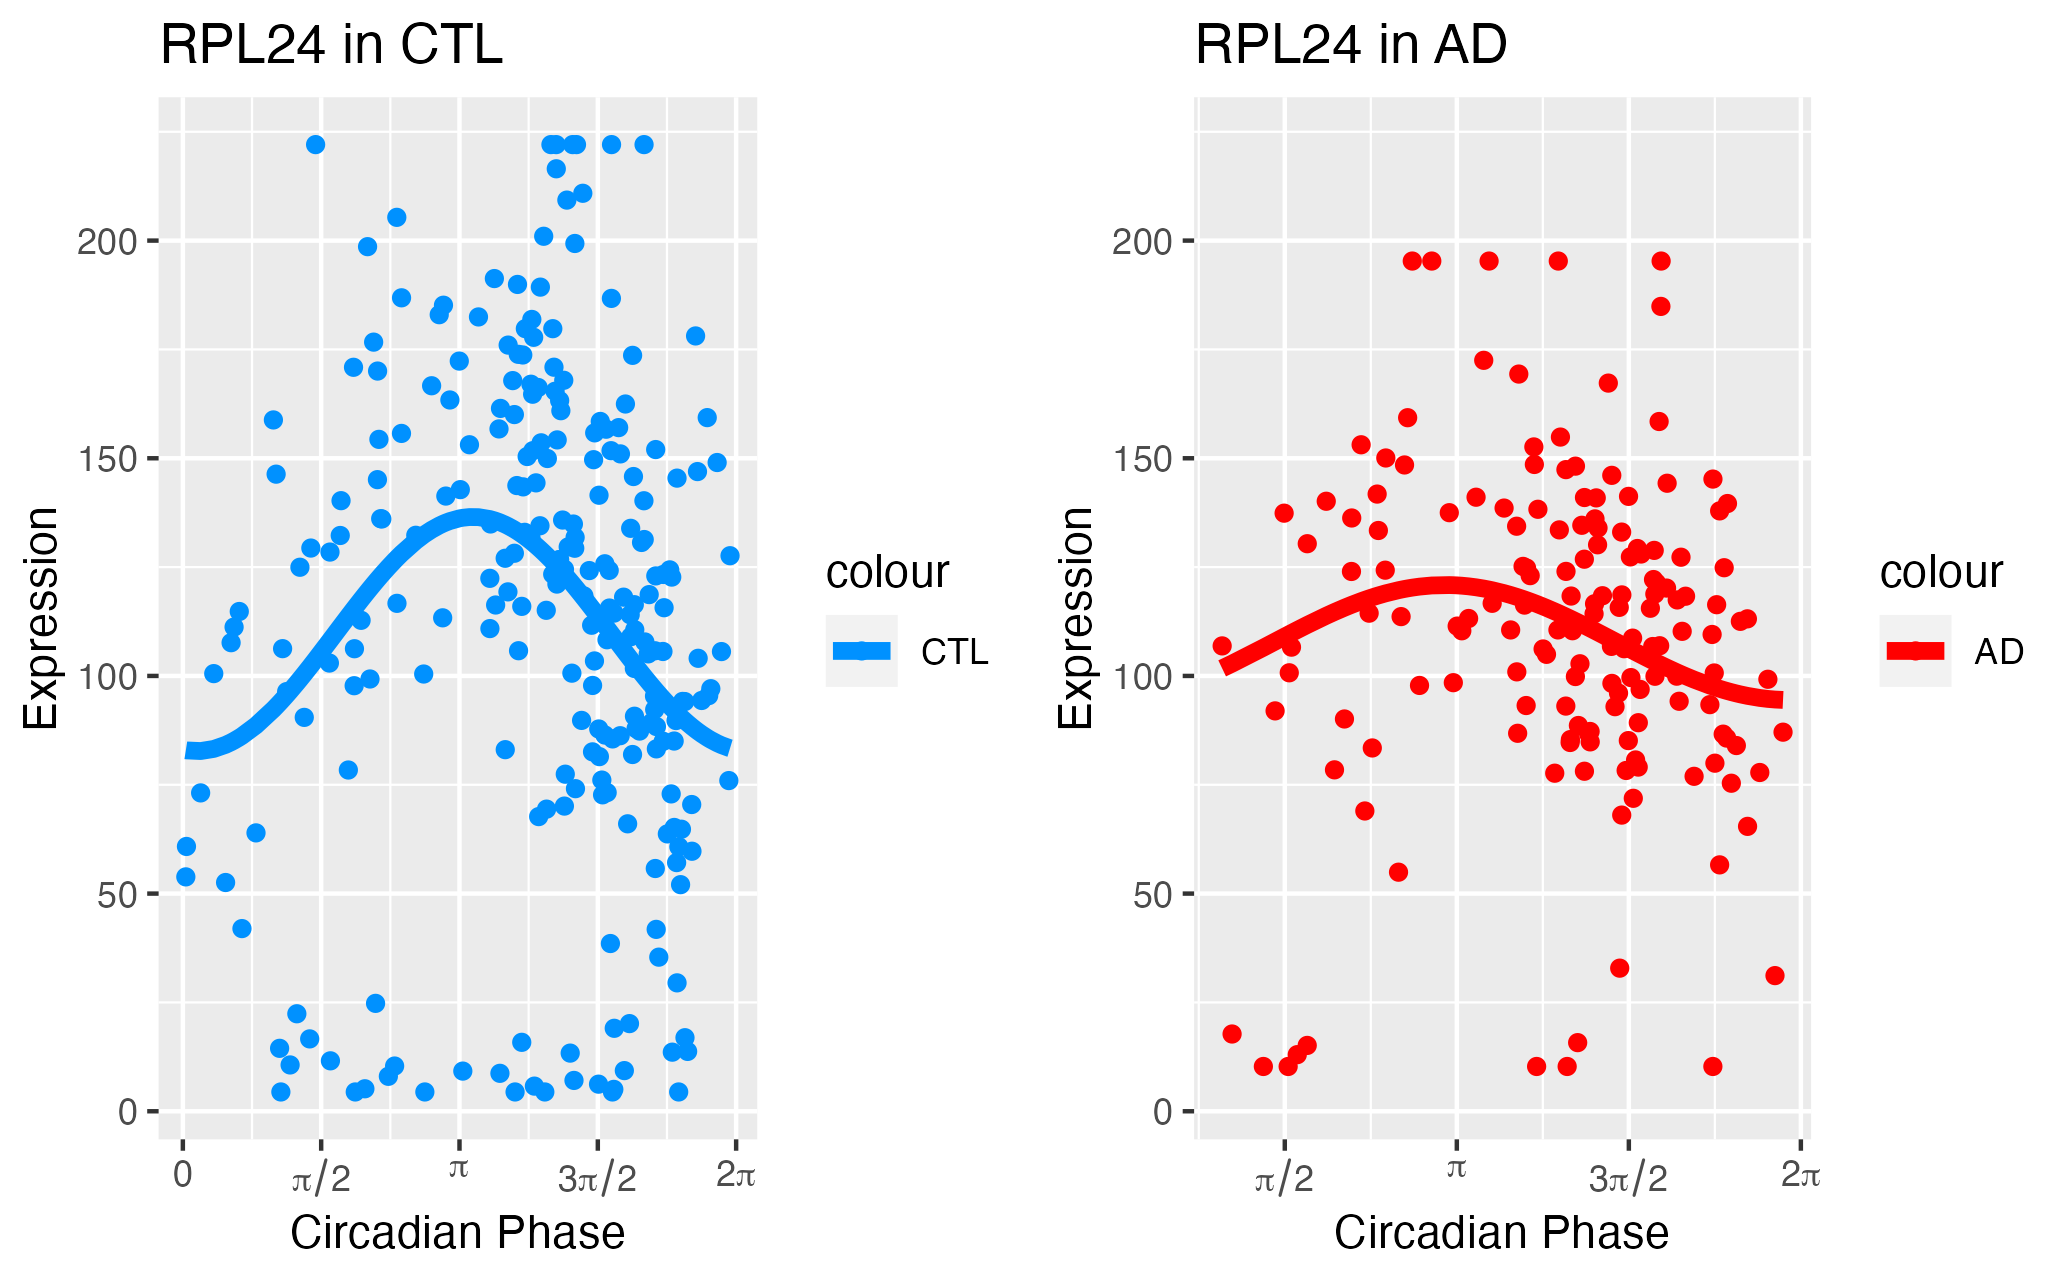 RPL24 in CTL
Expression
200
150
100
50
0
0 π/2 π 3π/2 2π
Circadian Phase
colour
CTL
RPL24 in AD
Expression
200
150
100
50
0
π/2 π 3π/2 2π
Circadian Phase
colour
AD